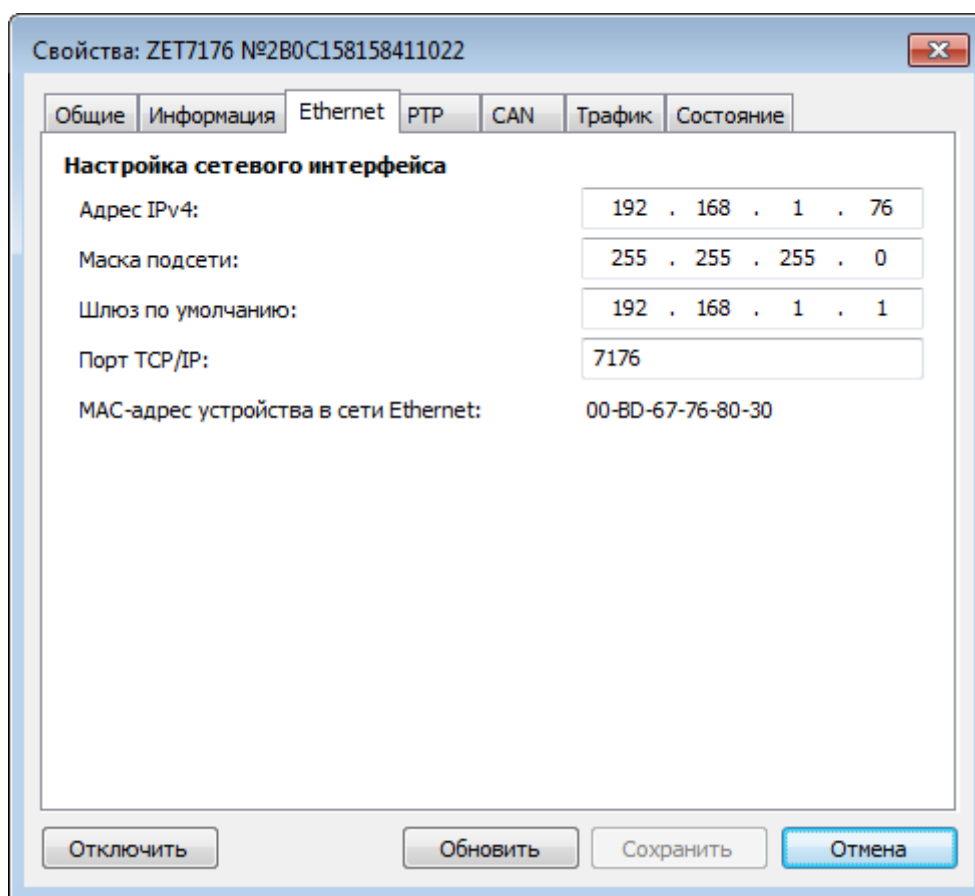 Свойства: ZET7176 №2B0C158158411022
Общие Информация Ethernet PTP CAN Трафик Состояние
Настройка сетевого интерфейса
Адрес IPv4: 192 . 168 . 1 . 76
Маска подсети: 255 . 255 . 255 . 0
Шлюз по умолчанию: 192 . 168 . 1 . 1
Порт TCP/IP: 7176
MAC-адрес устройства в сети Ethernet: 00-BD-67-76-80-30
Отключить Обновить Сохранить Отмена